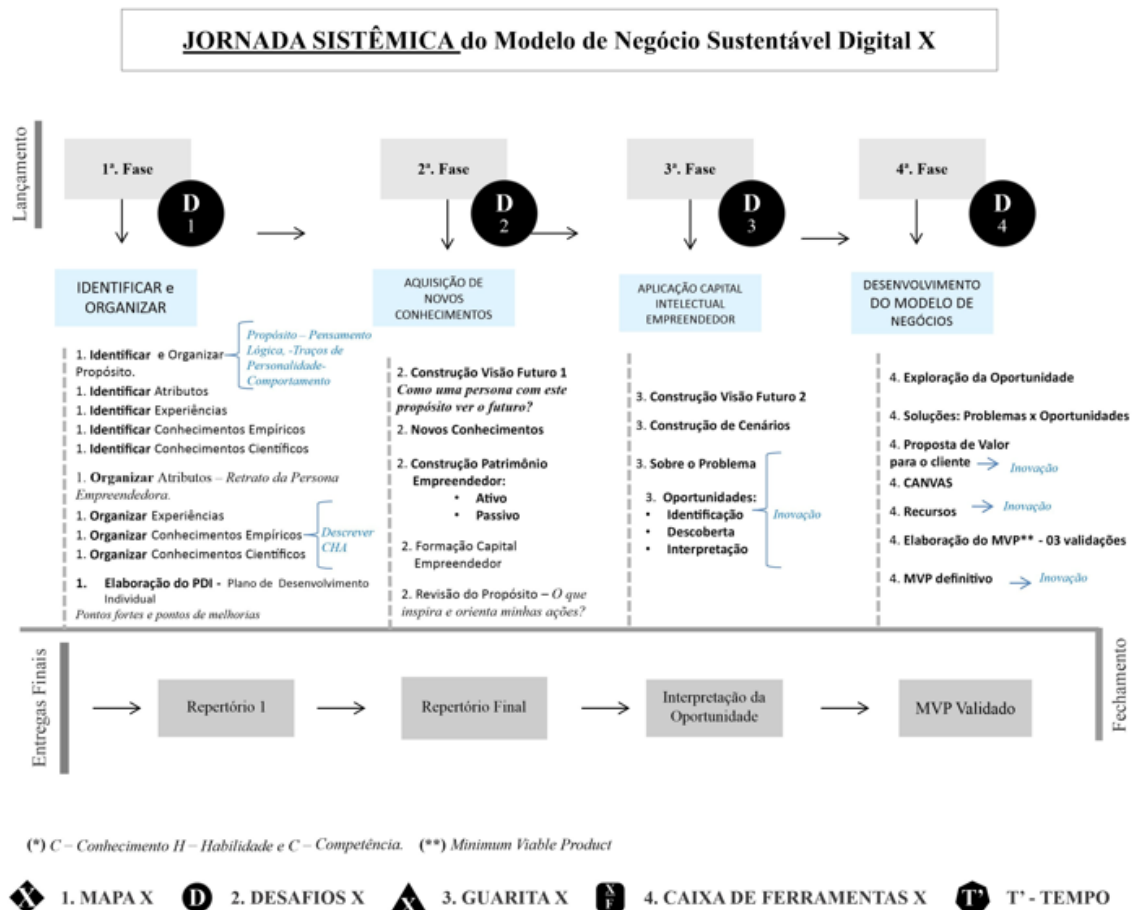 JORNADA SISTÊMICA do Modelo de Negócio Sustentável Digital X
Lançamento
1ª. Fase
D
1
2ª. Fase
D
2
3ª. Fase
D
3
4ª. Fase
D
4
IDENTIFICAR e
ORGANIZAR
1. Identificar e Organizar
Propósito.
Propósito – Pensamento
Lógica, -Traços de
Personalidade-
Comportamento
1. Identificar Atributos
1. Identificar Experiências
1. Identificar Conhecimentos Empíricos
1. Identificar Conhecimentos Científicos
1. Organizar Atributos – Retrato da Persona
Empreendedora.
1. Organizar Experiências
1. Organizar Conhecimentos Empíricos
1. Organizar Conhecimentos Científicos
Descrever
CHA
1. Elaboração do PDI - Plano de Desenvolvimento
Individual
Pontos fortes e pontos de melhorias
AQUISIÇÃO DE
NOVOS
CONHECIMENTOS
2. Construção Visão Futuro 1
Como uma persona com este
propósito ver o futuro?
2. Novos Conhecimentos
2. Construção Patrimônio
Empreendedor:
• Ativo
• Passivo
2. Formação Capital
Empreendedor
2. Revisão do Propósito – O que
inspira e orienta minhas ações?
APLICAÇÃO CAPITAL
INTELECTUAL
EMPREENDEDOR
3. Construção Visão Futuro 2
3. Construção de Cenários
3. Sobre o Problema
3. Oportunidades:
• Identificação
• Descoberta
• Interpretação
Inovação
DESENVOLVIMENTO
DO MODELO DE
NEGÓCIOS
4. Exploração da Oportunidade
4. Soluções: Problemas x Oportunidades
4. Proposta de Valor
para o cliente
Inovação
4. CANVAS
4. Recursos
Inovação
4. Elaboração do MVP** - 03 validações
4. MVP definitivo
Inovação
Entregas Finais
Repertório 1
Repertório Final
Interpretação da
Oportunidade
MVP Validado
Fechamento
(*) C – Conhecimento H – Habilidade e C – Competência. (**) Minimum Viable Product
X 1. MAPA X D 2. DESAFIOS X X 3. GUARITA X X F 4. CAIXA DE FERRAMENTAS X T' T' - TEMPO